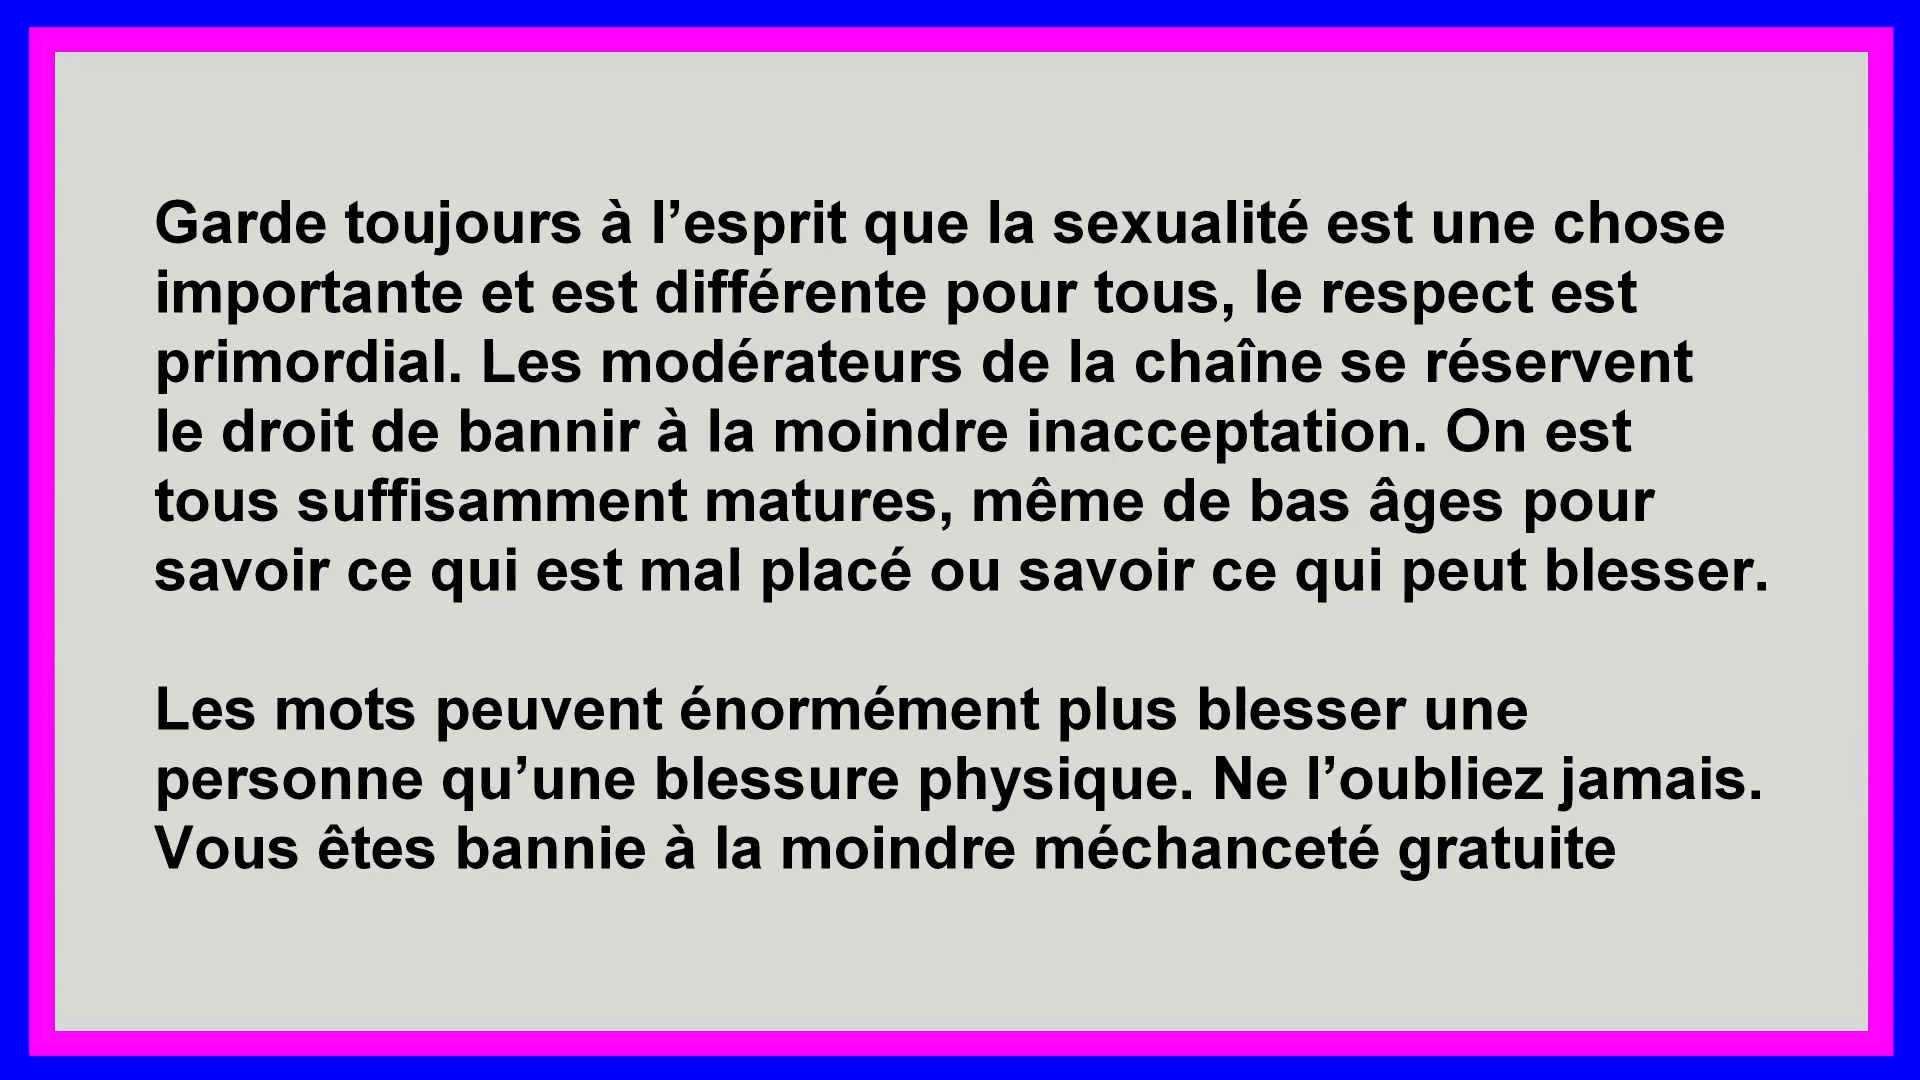 Garde toujours à l’esprit que la sexualité est une chose
importante et est différente pour tous, le respect est
primordial. Les modérateurs de la chaîne se réservent
le droit de bannir à la moindre inacceptation. On est
tous suffisamment matures, même de bas âges pour
savoir ce qui est mal placé ou savoir ce qui peut blesser.

Les mots peuvent énormément plus blesser une
personne qu’une blessure physique. Ne l’oubliez jamais.
Vous êtes bannie à la moindre méchanceté gratuite